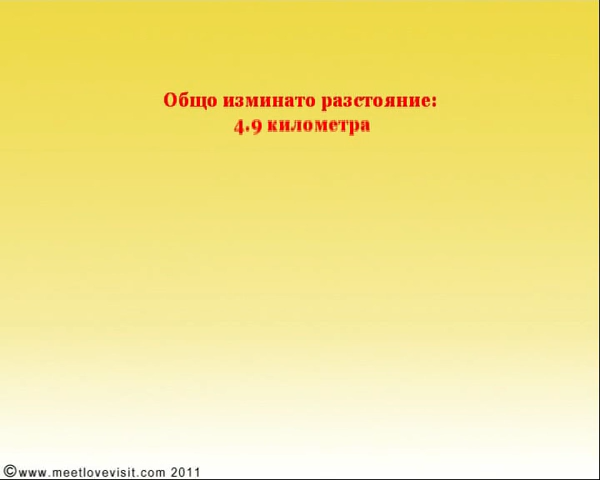 Общо изминато разстояние:
4.9 километра
©www.meetlovevisit.com 2011